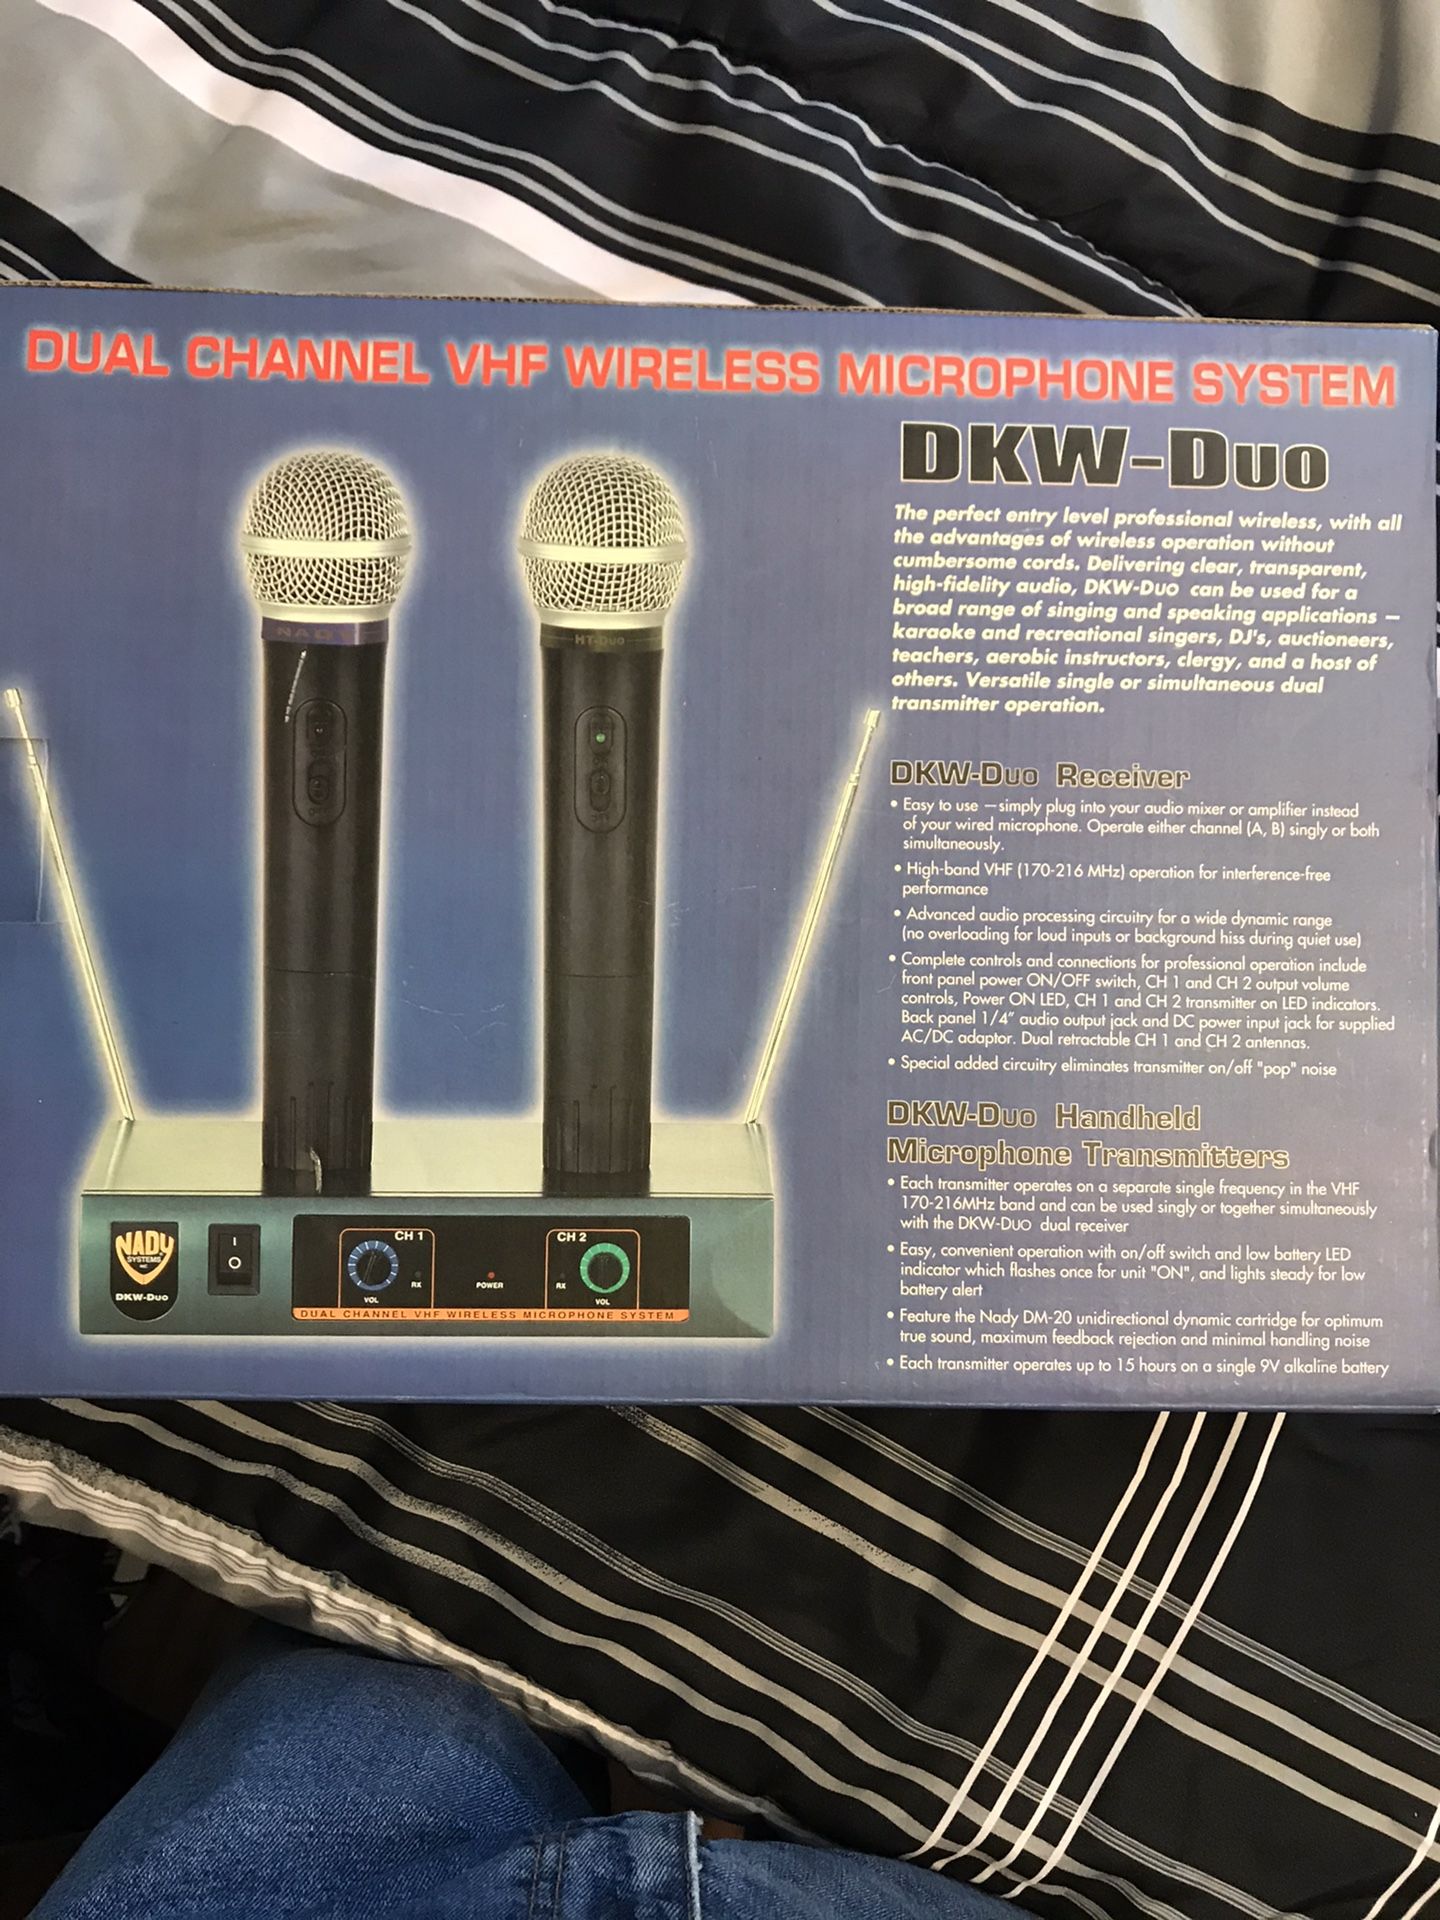 DUAL CHANNEL VHF WIRELESS MICROPHONE SYSTEM
DKW-DUO
The perfect entry level professional wireless, with all
the advantages of wireless operation without
cumbersome cords. Delivering clear, transparent,
high-fidelity audio, DKW-DUO can be used for a
broad range of singing and speaking applications —
karaoke and recreational singers, DJ's, auctioneers,
teachers, aerobic instructors, clergy, and a host of
others. Versatile single or simultaneous dual
transmitter operation.
DKW-DUO Receiver
• Easy to use —simply plug into your audio mixer or amplifier instead
of your wired microphone. Operate either channel (A, B) singly or both
simultaneously.
• High-band VHF (170-216 MHz) operation for interference-free
performance
• Advanced audio processing circuitry for a wide dynamic range
(no overloading for loud inputs or background hiss during quiet use)
• Complete controls and connections for professional operation include
front panel power ON/OFF switch, CH 1 and CH 2 output volume
controls, Power ON LED, CH 1 and CH 2 transmitter on LED indicators.
Back panel 1/4" audio output jack and DC power input jack for supplied
AC/DC adaptor. Dual retractable CH 1 and CH 2 antennas.
• Special added circuitry eliminates transmitter on/off "pop" noise
DKW-DUO Handheld
Microphone Transmitters
• Each transmitter operates on a separate single frequency in the VHF
170-216MHz band and can be used singly or together simultaneously
with the DKW-DUO dual receiver
• Easy, convenient operation with on/off switch and low battery LED
indicator which flashes once for unit "ON", and lights steady for low
battery alert
• Feature the Nady DM-20 unidirectional dynamic cartridge for optimum
true sound, maximum feedback rejection and minimal handling noise
• Each transmitter operates up to 15 hours on a single 9V alkaline battery
NADY
HT-DUO
NADY
SYSTEMS
INC
DKW-DUO
I
O
CH 1
VOL
RX
POWER
CH 2
RX
VOL
DUAL CHANNEL VHF WIRELESS MICROPHONE SYSTEM